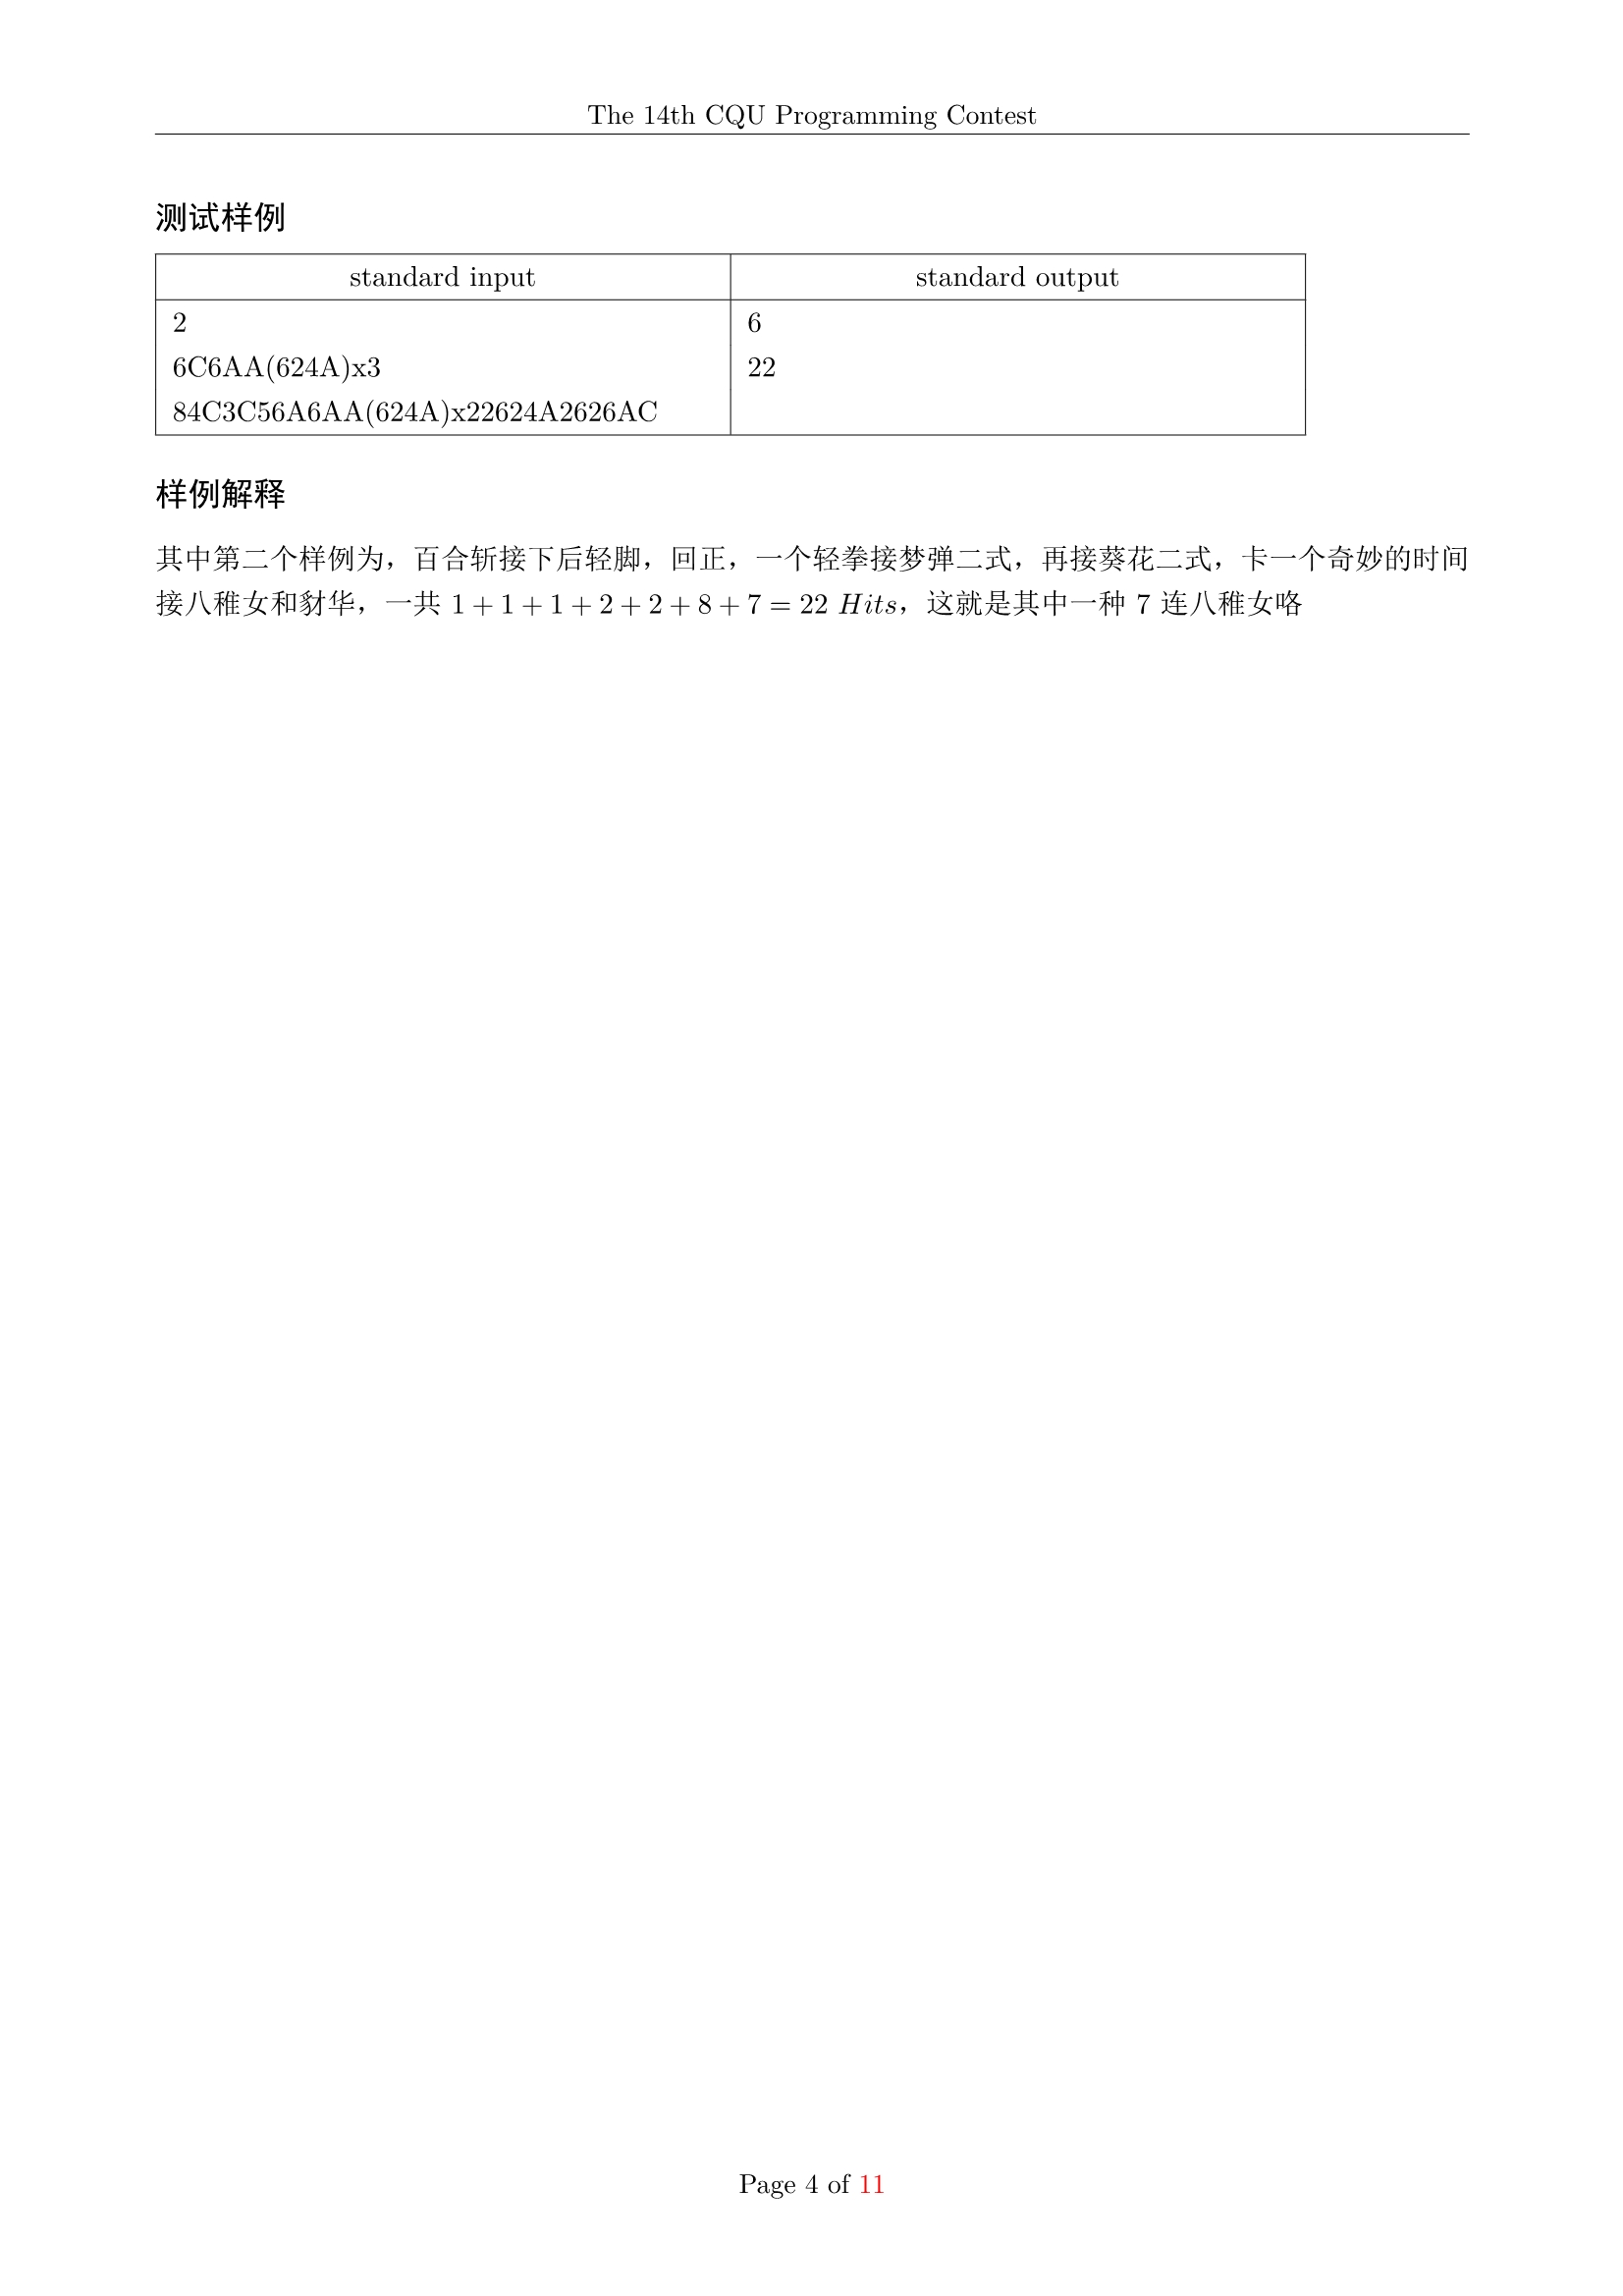 The 14th CQU Programming Contest
测试样例
standard input standard output
2 6
6C6AA(624A)x3 22
84C3C56A6AA(624A)x22624A2626AC
样例解释
其中第二个样例为，百合斩接下后轻脚，回正，一个轻拳接梦弹二式，再接葵花二式，卡一个奇妙的时间
接八稚女和豺华，一共 1 + 1 + 1 + 2 + 2 + 8 + 7 = 22 Hits，这就是其中一种 7 连八稚女咯
Page 4 of 11